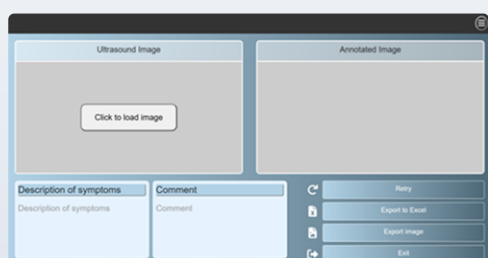 Ultrasound Image
Annotated Image
Click to load image
Description of symptoms
Comment
Description of symptoms
Comment
Retry
Export to Excel
Export image
Exit